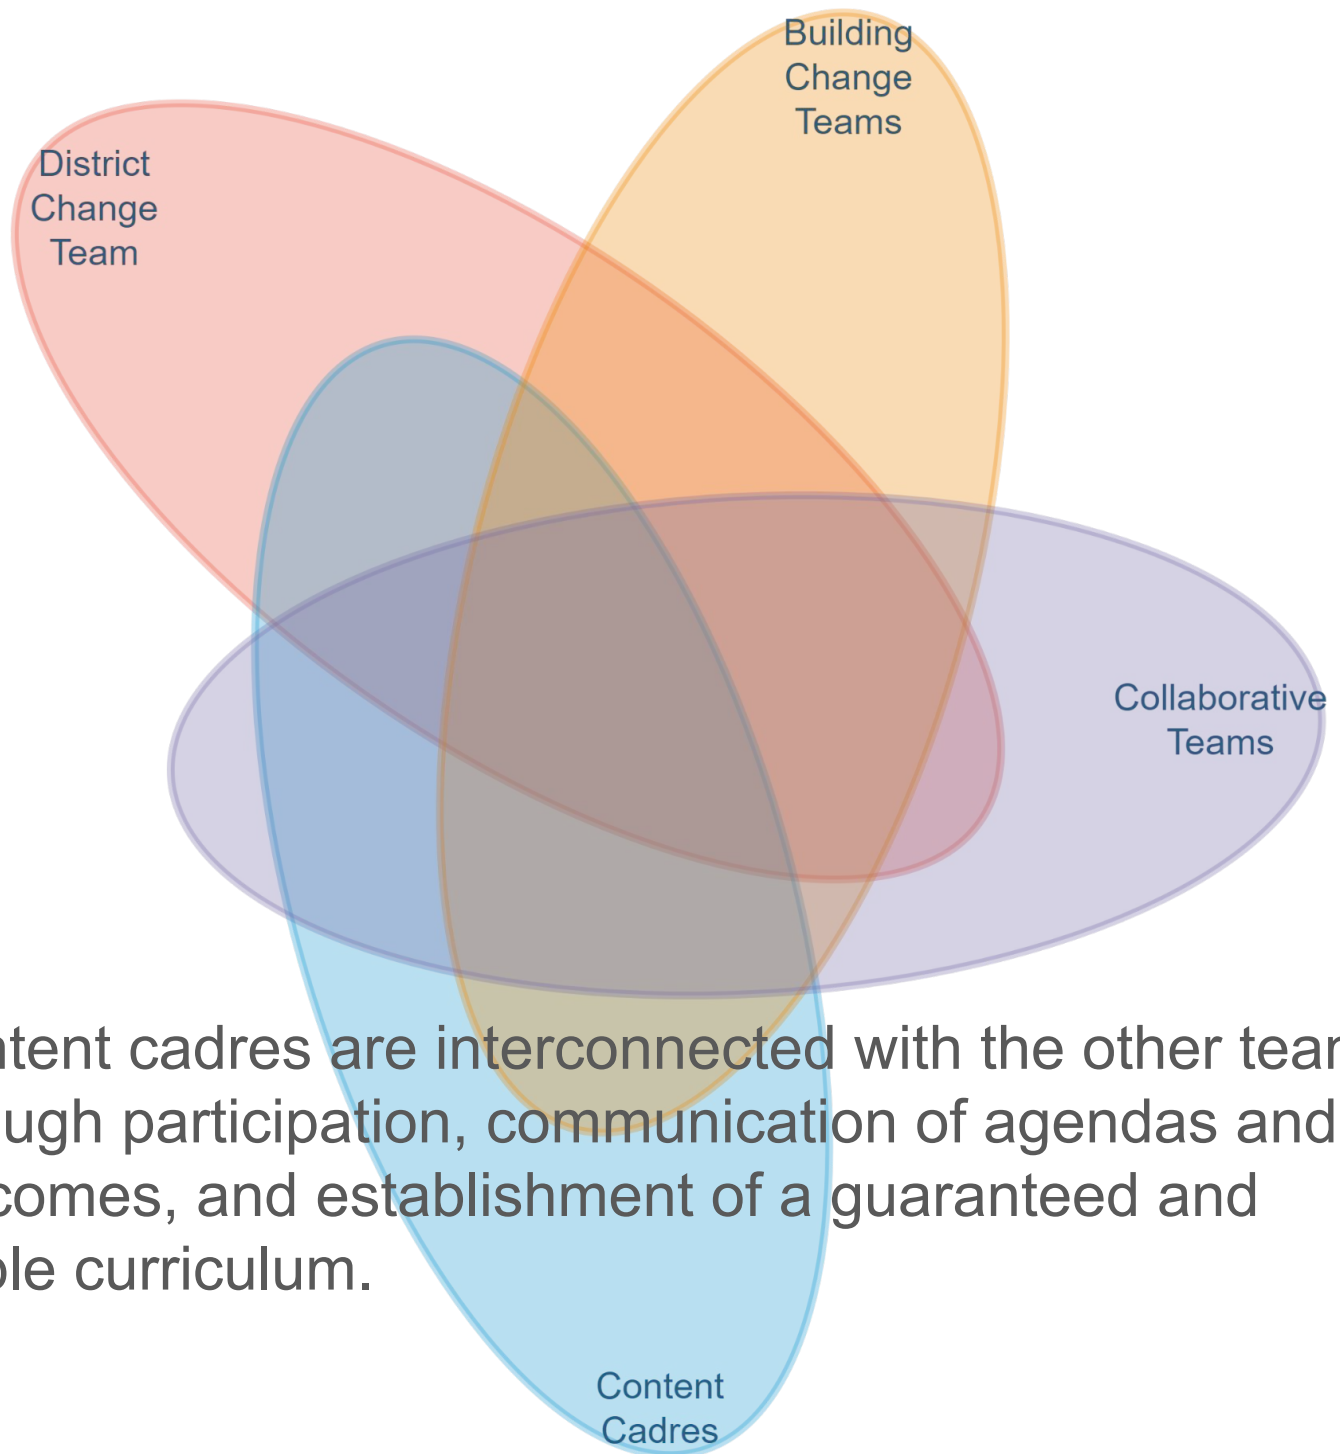 Building
Change
Teams
District
Change
Team
Collaborative
Teams
ntent cadres are interconnected with the other tear
ugh participation, communication of agendas and
comes, and establishment of a guaranteed and
ble curriculum.
Content
Cadres